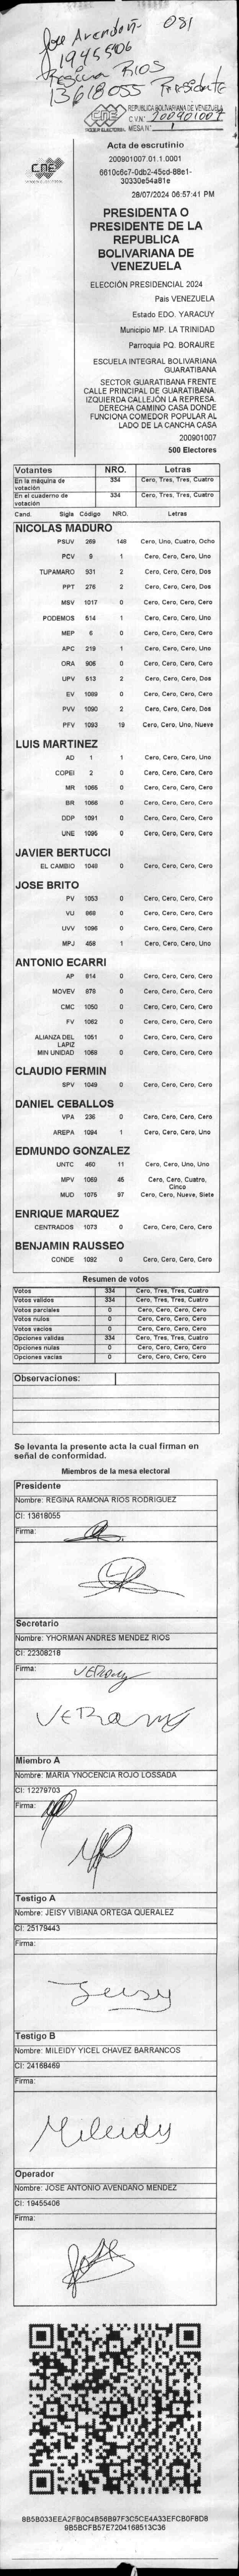 Jose Avendañ- 081
19455406
Regina RIOS
13618055 Presidente
CNE
PODER ELECTORAL
REPUBLICA BOLIVARIANA DE VENEZUELA
C.V.N° 200901007
MESA N° 1
Acta de escrutinio
200901007.01.1.0001
28/07/2024 06:57:41 PM
PRESIDENTA O
PRESIDENTE DE LA
REPUBLICA
BOLIVARIANA DE
VENEZUELA
ELECCIÓN PRESIDENCIAL 2024
Pais VENEZUELA
Estado EDO. YARACUY
Municipio MP. LA TRINIDAD
Parroquia PQ. BORAURE
ESCUELA INTEGRAL BOLIVARIANA
GUARATIBANA
SECTOR GUARATIBANA FRENTE
CALLE PRINCIPAL DE GUARATIBANA.
IZQUIERDA CALLEJÓN LA REPRESA.
DERECHA CAMINO CASA DONDE
FUNCIONA COMEDOR POPULAR AL
LADO DE LA CANCHA CASA
200901007
500 Electores
Votantes NRO. Letras
En la máquina de votación 334 Cero, Tres, Tres, Cuatro
En el cuaderno de votación 334 Cero, Tres, Tres, Cuatro
Cand. Sigla Código NRO. Letras
NICOLAS MADURO
PSUV 269 148 Cero, Uno, Cuatro, Ocho
PCV 9 1 Cero, Cero, Cero, Uno
TUPAMARO 931 2 Cero, Cero, Cero, Dos
PPT 276 2 Cero, Cero, Cero, Dos
MSV 1017 0 Cero, Cero, Cero, Cero
PODEMOS 514 1 Cero, Cero, Cero, Uno
MEP 6 0 Cero, Cero, Cero, Cero
APC 219 1 Cero, Cero, Cero, Uno
ORA 906 0 Cero, Cero, Cero, Cero
UPV 513 2 Cero, Cero, Cero, Dos
EV 1089 0 Cero, Cero, Cero, Cero
PVV 1090 2 Cero, Cero, Cero, Dos
PFV 1093 19 Cero, Cero, Uno, Nueve
LUIS MARTINEZ
AD 1 1 Cero, Cero, Cero, Uno
COPEI 2 0 Cero, Cero, Cero, Cero
MR 1065 0 Cero, Cero, Cero, Cero
BR 1066 0 Cero, Cero, Cero, Cero
DDP 1091 0 Cero, Cero, Cero, Cero
UNE 1095 0 Cero, Cero, Cero, Cero
JAVIER BERTUCCI
EL CAMBIO 1048 0 Cero, Cero, Cero, Cero
JOSE BRITO
PV 1053 0 Cero, Cero, Cero, Cero
VU 968 0 Cero, Cero, Cero, Cero
UVV 1096 0 Cero, Cero, Cero, Cero
MPJ 458 1 Cero, Cero, Cero, Uno
ANTONIO ECARRI
AP 914 0 Cero, Cero, Cero, Cero
MOVEV 878 0 Cero, Cero, Cero, Cero
CMC 1050 0 Cero, Cero, Cero, Cero
FV 1062 0 Cero, Cero, Cero, Cero
ALIANZA DEL LAPIZ 1051 0 Cero, Cero, Cero, Cero
MIN UNIDAD 1068 0 Cero, Cero, Cero, Cero
CLAUDIO FERMIN
SPV 1049 0 Cero, Cero, Cero, Cero
DANIEL CEBALLOS
VPA 236 0 Cero, Cero, Cero, Cero
AREPA 1094 1 Cero, Cero, Cero, Uno
EDMUNDO GONZALEZ
UNTC 460 11 Cero, Cero, Uno, Uno
MPV 1069 45 Cero, Cero, Cuatro, Cinco
MUD 1075 97 Cero, Cero, Nueve, Siete
ENRIQUE MARQUEZ
CENTRADOS 1073 0 Cero, Cero, Cero, Cero
BENJAMIN RAUSSEO
CONDE 1092 0 Cero, Cero, Cero, Cero
Resumen de votos
Votos 334 Cero, Tres, Tres, Cuatro
Votos validos 334 Cero, Tres, Tres, Cuatro
Votos parciales 0 Cero, Cero, Cero, Cero
Votos nulos 0 Cero, Cero, Cero, Cero
Votos vacios 0 Cero, Cero, Cero, Cero
Opciones validas 334 Cero, Tres, Tres, Cuatro
Opciones nulas 0 Cero, Cero, Cero, Cero
Opciones vacias 0 Cero, Cero, Cero, Cero
Observaciones:
Se levanta la presente acta la cual firman en
señal de conformidad.
Miembros de la mesa electoral
Presidente
Nombre: REGINA RAMONA RIOS RODRIGUEZ
CI: 13618055
Firma:
Secretario
Nombre: YHORMAN ANDRES MENDEZ RIOS
CI: 22308218
Firma:
Miembro A
Nombre: MARIA YNOCENCIA ROJO LOSSADA
CI: 12279703
Firma:
Testigo A
Nombre: JEISY VIBIANA ORTEGA QUERALEZ
CI: 25179443
Firma:
Jeisy
Testigo B
Nombre: MILEIDY YICEL CHAVEZ BARRANCOS
CI: 24168469
Firma:
Mileidy
Operador
Nombre: JOSE ANTONIO AVENDAÑO MENDEZ
CI: 19455406
Firma: